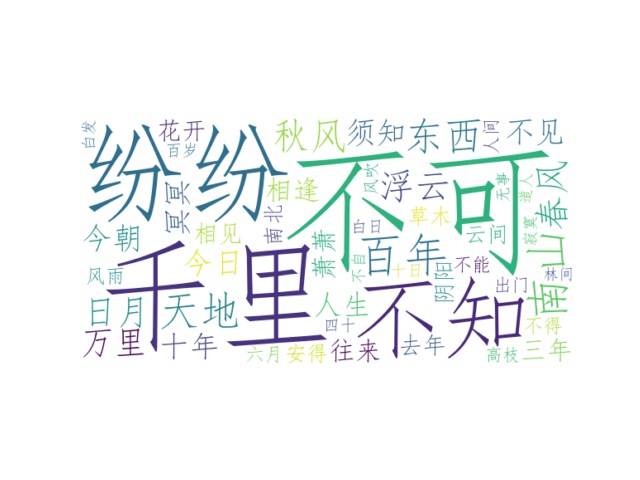 白发
纷纷
花开
百岁
冥冥
秋风
须知
东西
人间
不见
不可
相逢
风吹
浮云
无事
道人
春风
今朝
相见
南北
白日
草木
云间
寂寞
南山
今日
萧萧
百年
不自
十日
阴阳
不能
林间
风雨
千里
日月
天地
人生
不知
出门
四十
不得
万里
十年
六月
安得
往来
去年
高枝
三年